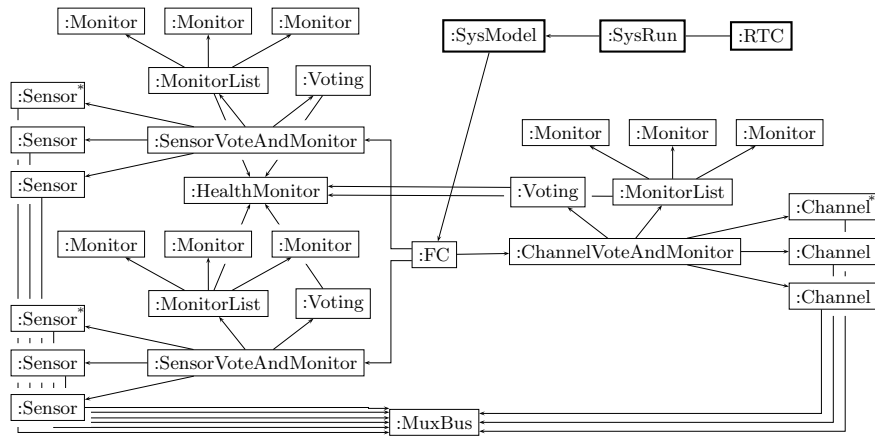 :Monitor :Monitor :Monitor
:SysModel :SysRun :RTC
:MonitorList :Voting
:Sensor*
:Sensor :SensorVoteAndMonitor
:Monitor :Monitor :Monitor
:Sensor :HealthMonitor :Voting :MonitorList
:Channel*
:Monitor :Monitor :Monitor
:FC :ChannelVoteAndMonitor :Channel
:MonitorList :Voting :Channel
:Sensor*
:Sensor :SensorVoteAndMonitor
:Sensor
:MuxBus